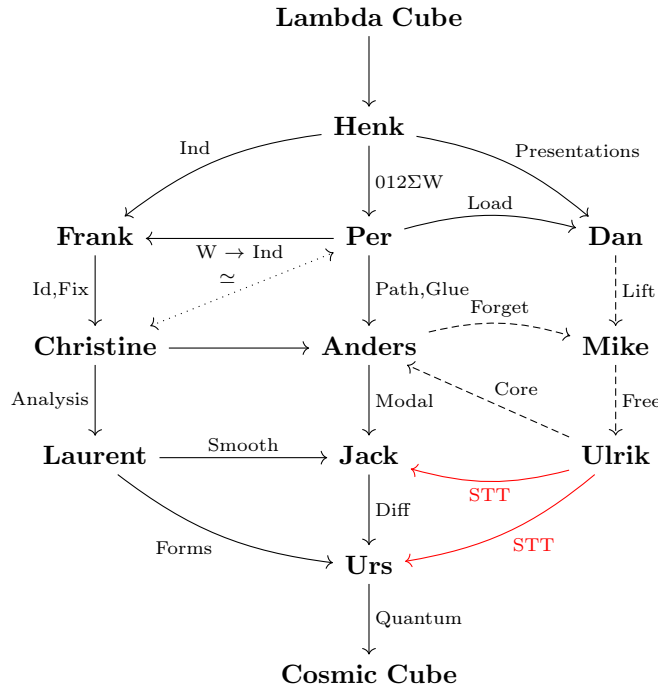 Lambda Cube
Henk
Ind
Presentations
012ΣW
Load
Frank
Per
Dan
W → Ind
≃
Id,Fix
Path,Glue
Forget
Lift
Christine
Anders
Mike
Core
Analysis
Modal
Free
Smooth
Laurent
Jack
Ulrik
STT
Diff
Forms
STT
Urs
Quantum
Cosmic Cube